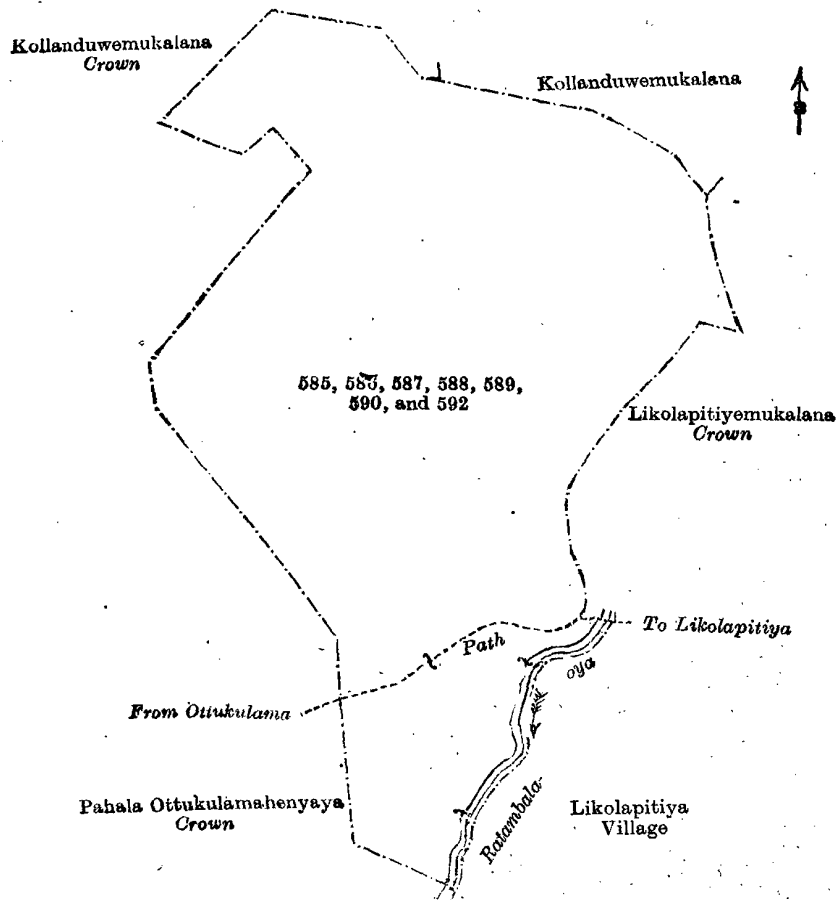 Kollanduwemukalana
Crown
Kollanduwemukalana
585, 586, 587, 588, 589,
590, and 592
Likolapitiyemukalana
Crown
To Likolapitiya
Path
oya
From Ottukulama
Pahala Ottukulamahenyaya
Crown
Ratambala-
Likolapitiya
Village